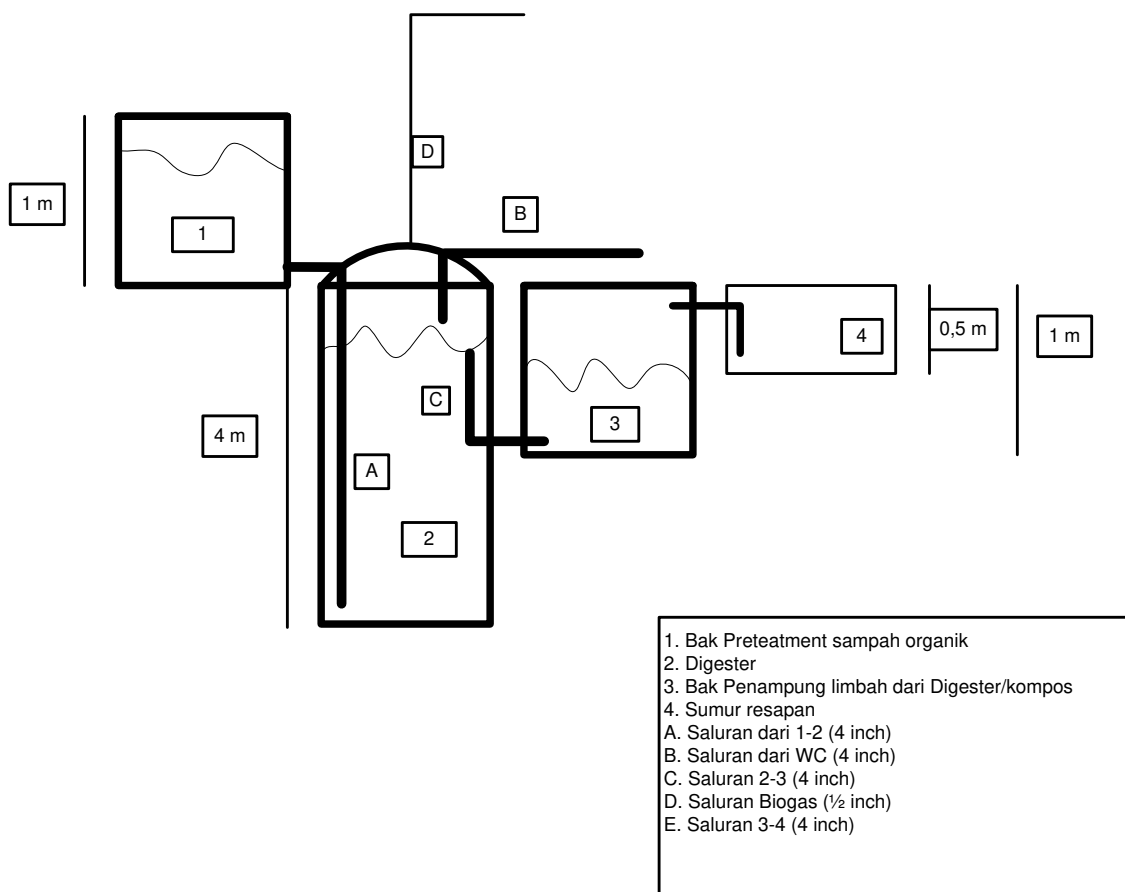 D
B
1 m
1
4
0,5 m
1 m
C
3
4 m
A
2
1. Bak Preteatment sampah organik
2. Digester
3. Bak Penampung limbah dari Digester/kompos
4. Sumur resapan
A. Saluran dari 1-2 (4 inch)
B. Saluran dari WC (4 inch)
C. Saluran 2-3 (4 inch)
D. Saluran Biogas (½ inch)
E. Saluran 3-4 (4 inch)